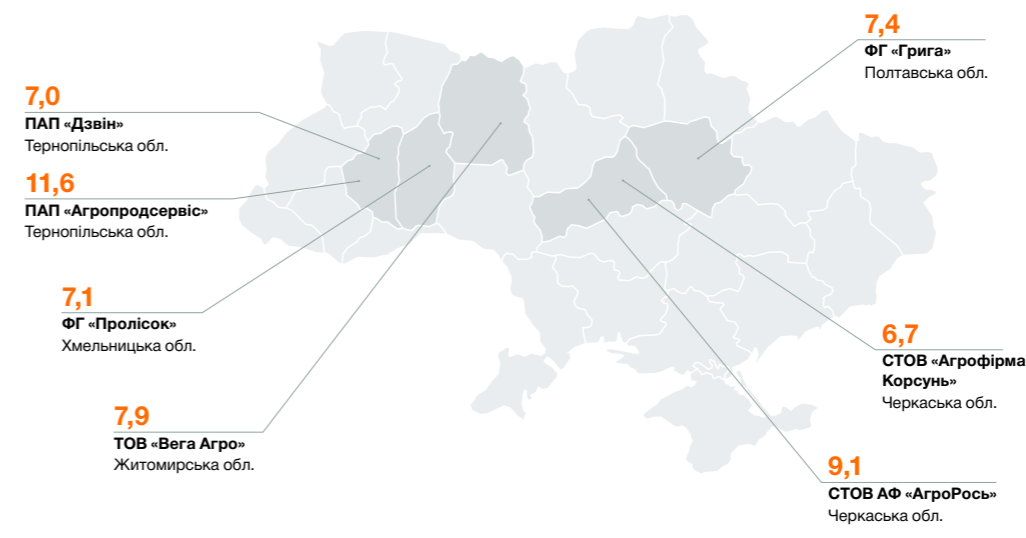 7,4
ФГ «Грига»
Полтавська обл.
7,0
ПАП «Дзвін»
Тернопільська обл.
11,6
ПАП «Агропродсервіс»
Тернопільська обл.
7,1
ФГ «Пролісок»
Хмельницька обл.
6,7
СТОВ «Агрофірма
Корсунь»
Черкаська обл.
7,9
ТОВ «Вега Агро»
Житомирська обл.
9,1
СТОВ АФ «АгроРось»
Черкаська обл.